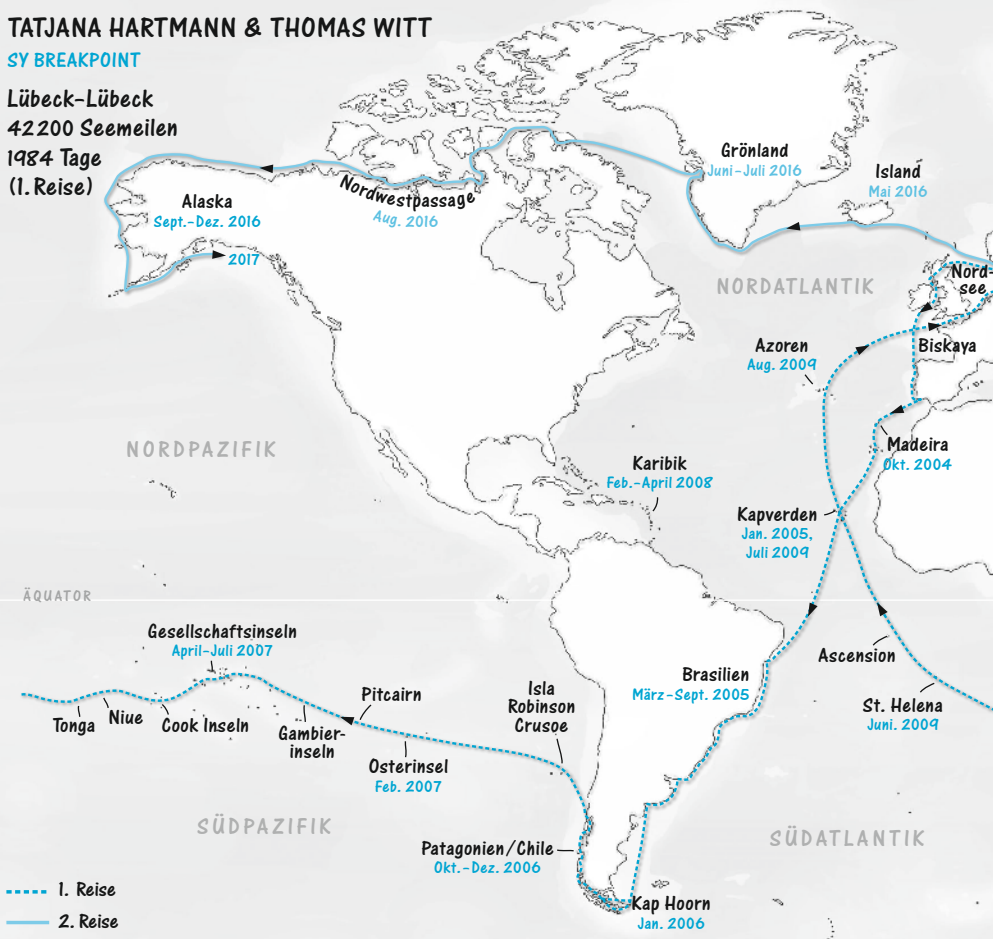 TATJANA HARTMANN & THOMAS WITT
SY BREAKPOINT
Lübeck-Lübeck
42200 Seemeilen
1984 Tage
(1. Reise)
Grönland
Juni-Juli 2016
Island
Mai 2016
Nordwestpassage
Aug. 2016
Alaska
Sept.-Dez. 2016
2017
NORDATLANTIK
Nord-
see
Azoren
Aug. 2009
Biskaya
NORDPAZIFIK
Madeira
Okt. 2004
Karibik
Feb.-April 2008
Kapverden
Jan. 2005,
Juli 2009
ÄQUATOR
Gesellschaftsinseln
April-Juli 2007
Ascension
Brasilien
März-Sept. 2005
St. Helena
Juni. 2009
Isla
Robinson
Crusoe
Pitcairn
Tonga
Niue
Cook Inseln
Gambier-
inseln
Osterinsel
Feb. 2007
SÜDPAZIFIK
SÜDATLANTIK
Patagonien/Chile
Okt.-Dez. 2006
Kap Hoorn
Jan. 2006
1. Reise
2. Reise